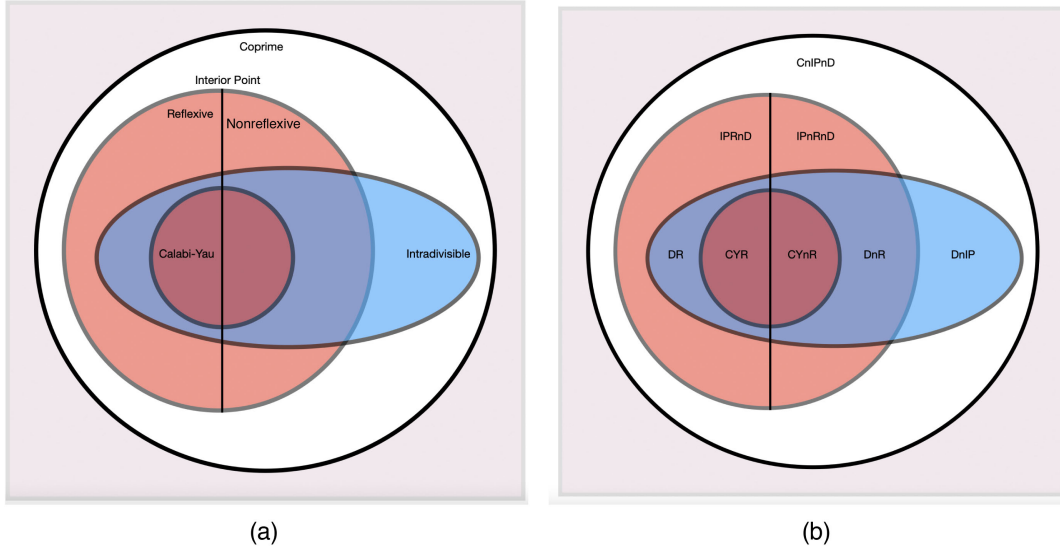 Coprime
Interior Point
Reflexive
Nonreflexive
Calabi-Yau
Intradivisible
(a)
CnIPnD
IPRnD
IPnRnD
DR
CYR
CYnR
DnR
DnIP
(b)